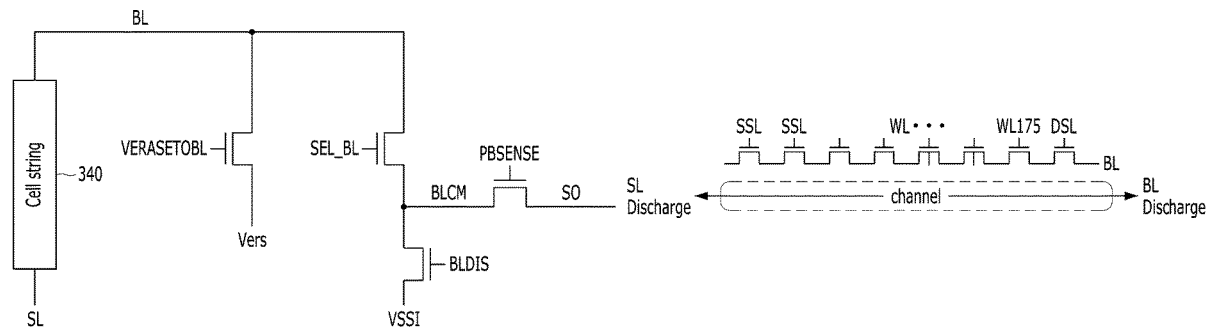 BL
Cell string
340
SL
VERASETOBL
Vers
SEL_BL
BLCM
PBSENSE
SO
BLDIS
VSSI
SSL SSL WL・・・ WL175 DSL
BL
SL
Discharge
channel
BL
Discharge